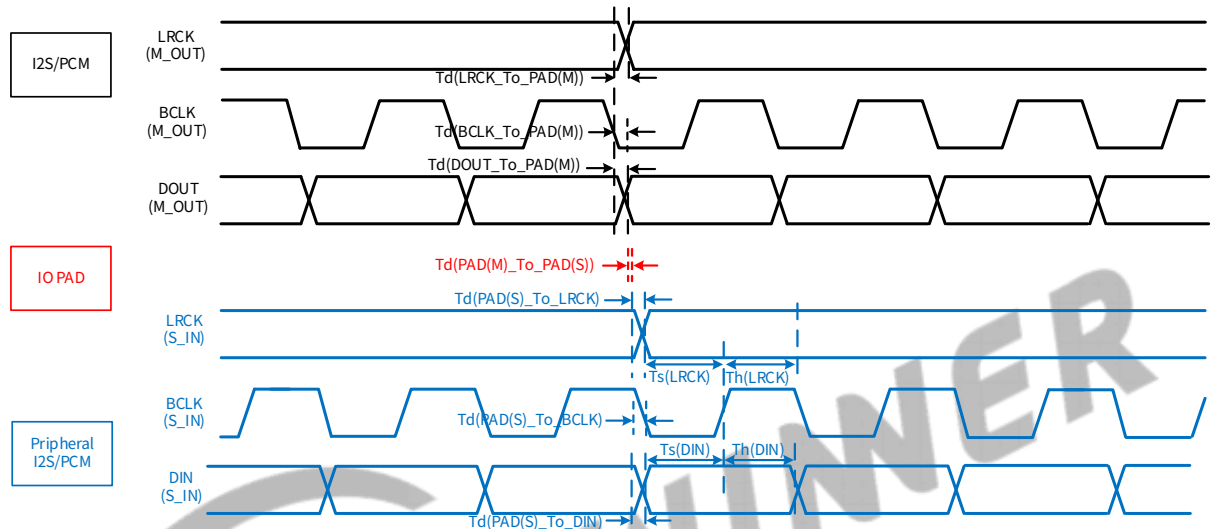 I2S/PCM
LRCK
(M_OUT)
Td(LRCK_To_PAD(M))
BCLK
(M_OUT)
Td(BCLK_To_PAD(M))
Td(DOUT_To_PAD(M))
DOUT
(M_OUT)
IO PAD
Td(PAD(M)_To_PAD(S))
Td(PAD(S)_To_LRCK)
LRCK
(S_IN)
Ts(LRCK)
Th(LRCK)
BCLK
(S_IN)
Td(PAD(S)_To_BCLK)
Pripheral
I2S/PCM
Ts(DIN)
Th(DIN)
DIN
(S_IN)
Td(PAD(S)_To_DIN)